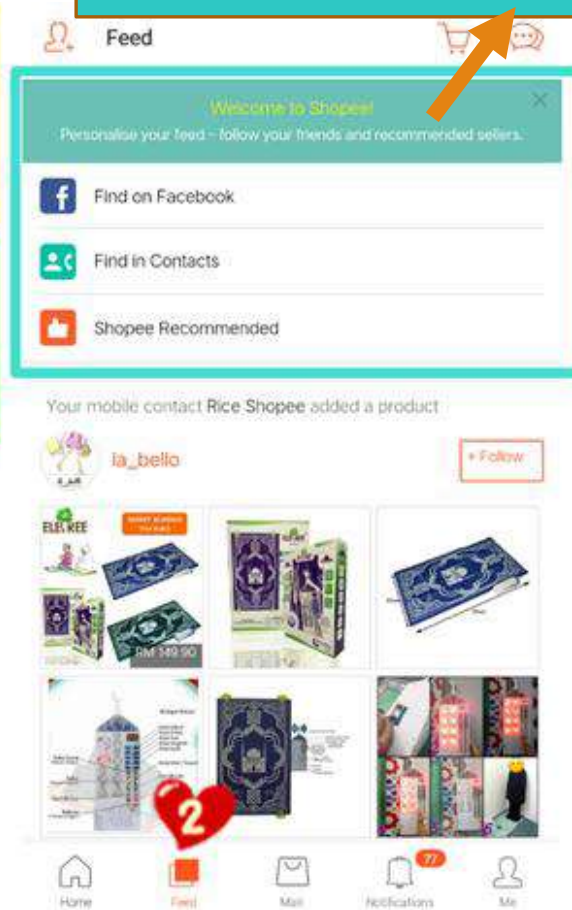 Feed
Welcome to Shopee!
Personalise your feed - follow your friends and recommended sellers.
Find on Facebook
Find in Contacts
Shopee Recommended
Your mobile contact Rice Shopee added a product
la_bello
+ Follow
RM 149.90
2
77
Home
Feed
Mall
Notifications
Me